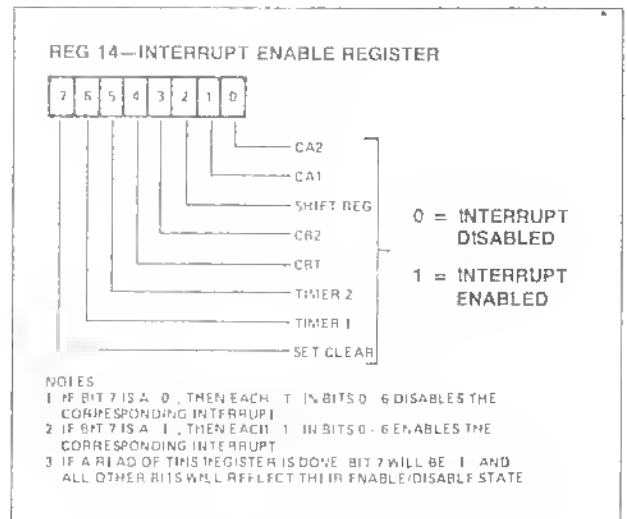 REG 14—INTERRUPT ENABLE REGISTER
7 6 5 4 3 2 1 0
CA2
CA1
SHIFT REG
CB2
CB1
TIMER 2
TIMER 1
SET CLEAR
0 = INTERRUPT
DISABLED
1 = INTERRUPT
ENABLED
NOTES
1 IF BIT 7 IS A 0 , THEN EACH 1 IN BITS 0 6 DISABLES THE
CORRESPONDING INTERRUPT
2 IF BIT 7 IS A 1 , THEN EACH 1 IN BITS 0 - 6 ENABLES THE
CORRESPONDING INTERRUPT
3 IF A READ OF THIS REGISTER IS DONE BIT 7 WILL BE 1 AND
ALL OTHER BITS WILL REFLECT THEIR ENABLE/DISABLE STATE